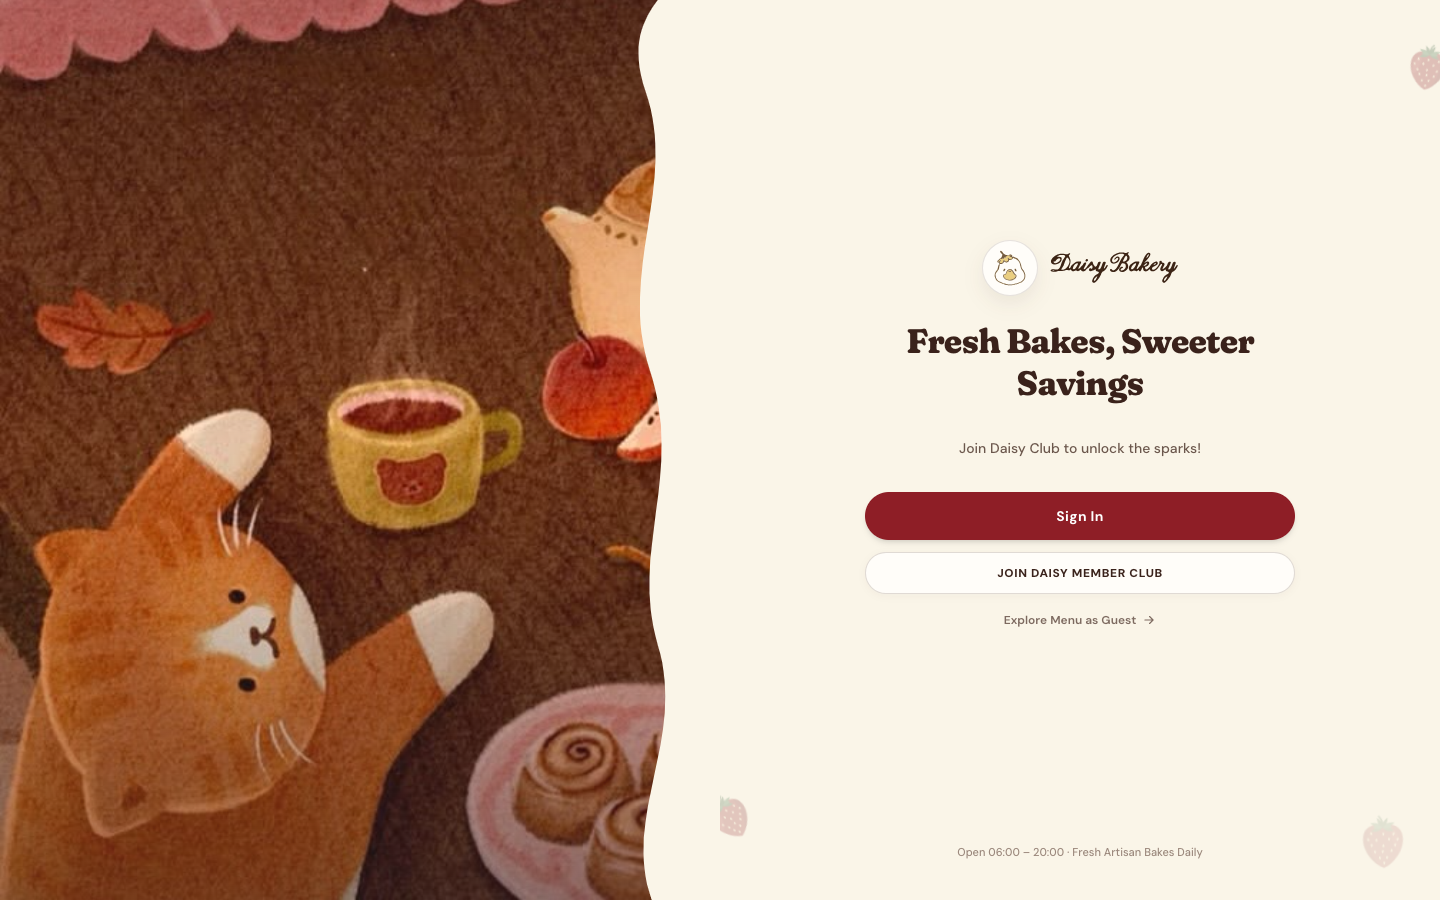 Daisy Bakery
Fresh Bakes, Sweeter
Savings
Join Daisy Club to unlock the sparks!
Sign In
JOIN DAISY MEMBER CLUB
Explore Menu as Guest →
Open 06:00 – 20:00 · Fresh Artisan Bakes Daily